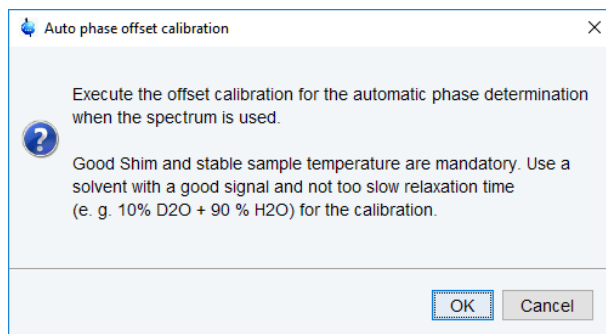 Auto phase offset calibration
Execute the offset calibration for the automatic phase determination
when the spectrum is used.
Good Shim and stable sample temperature are mandatory. Use a
solvent with a good signal and not too slow relaxation time
(e. g. 10% D2O + 90 % H2O) for the calibration.
OK Cancel